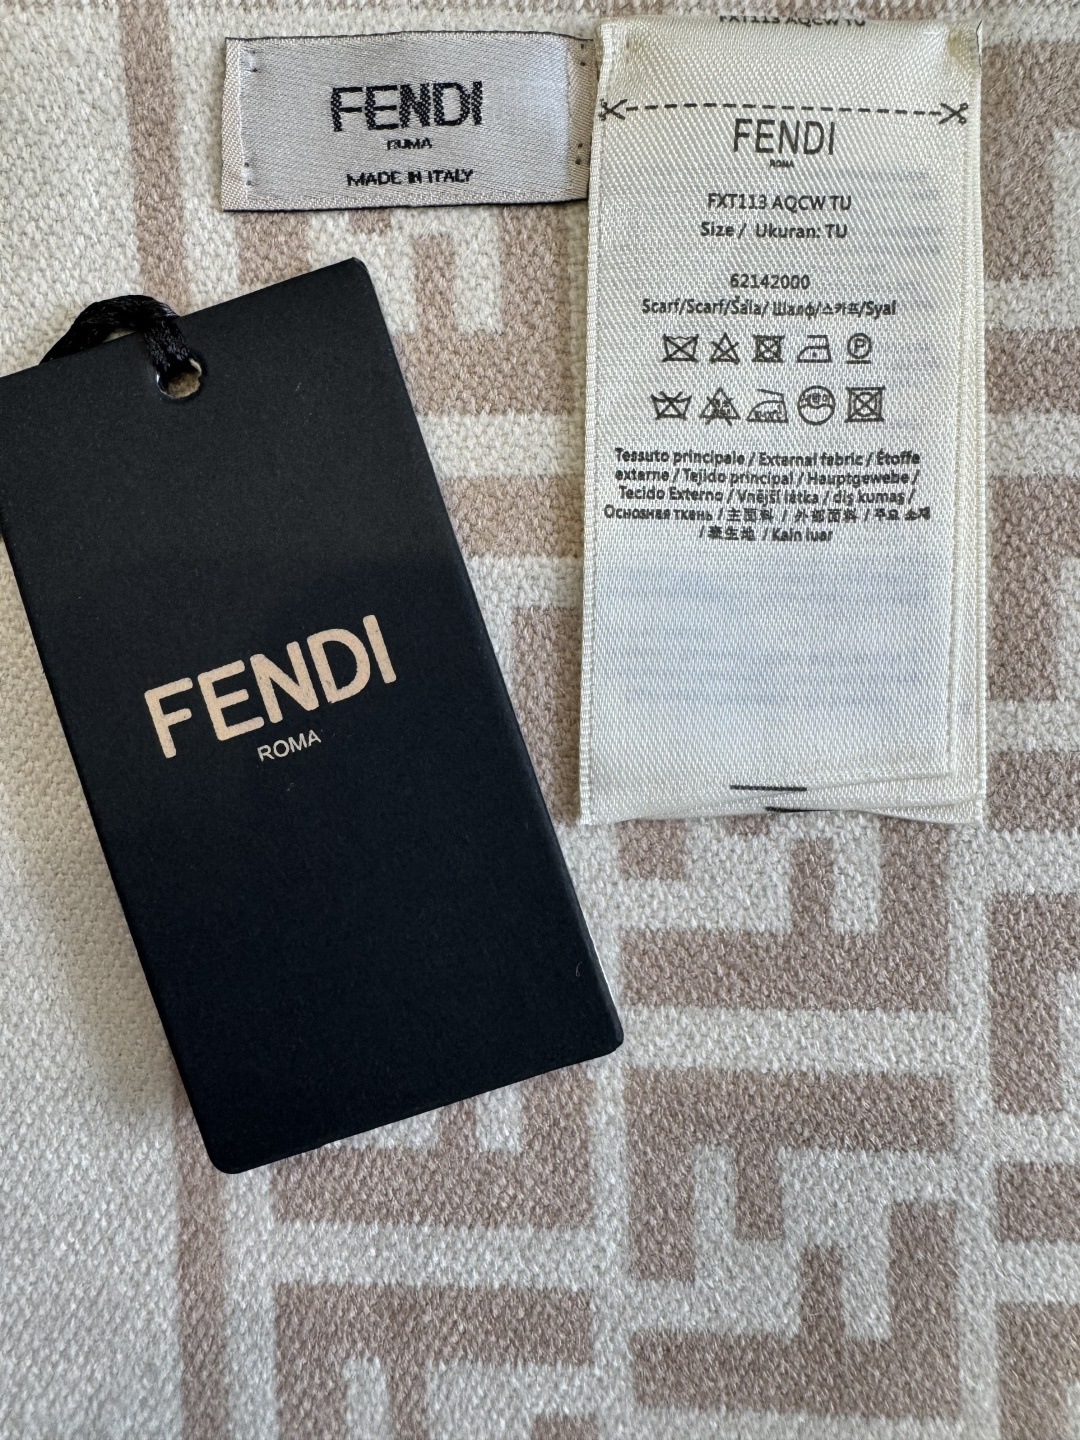 FENDI
ROMA
MADE IN ITALY
FXT113 AQCW TU
FENDI
ROMA
FXT113 AQCW TU
Size / Ukuran: TU
62142000
Scarf/Scarf/Šála/ Шалф/스카프/Syal
Tessuto principale / External fabric / Étoffe
externe / Tejido principal / Hauptgewebe /
Tecido Externo / Vnější látka / dış kumaş /
Основная ткань / 主面料 / 外部面料 / 주요 소재
/ 表生地 / Kain luar
FENDI
ROMA